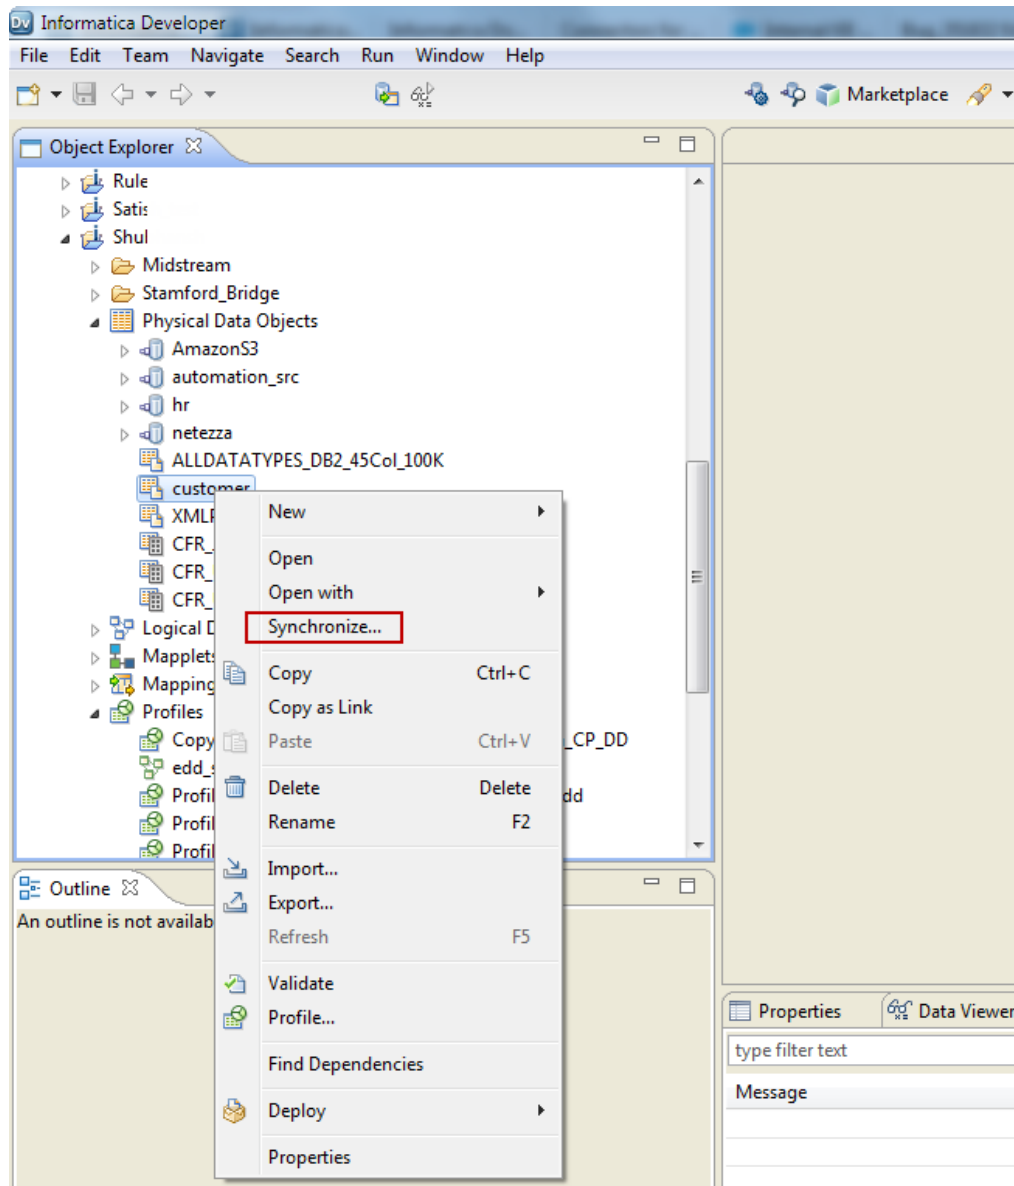 Dv Informatica Developer
File Edit Team Navigate Search Run Window Help
Marketplace
Object Explorer
Rule
Satis
Shul
Midstream
Stamford_Bridge
Physical Data Objects
AmazonS3
automation_src
hr
netezza
ALLDATATYPES_DB2_45Col_100K
customer
New
Open
Open with
Synchronize...
Copy Ctrl+C
Copy as Link
Paste Ctrl+V
Delete Delete
Rename F2
Import...
Export...
Refresh F5
Validate
Profile...
Find Dependencies
Deploy
Properties
XMLF
CFR_
CFR_
CFR_
Logical D
Mapplets
Mapping
Profiles
Copy _CP_DD
edd_s
Profil dd
Profil
Profil
Outline
An outline is not availab
Properties Data Viewer
type filter text
Message